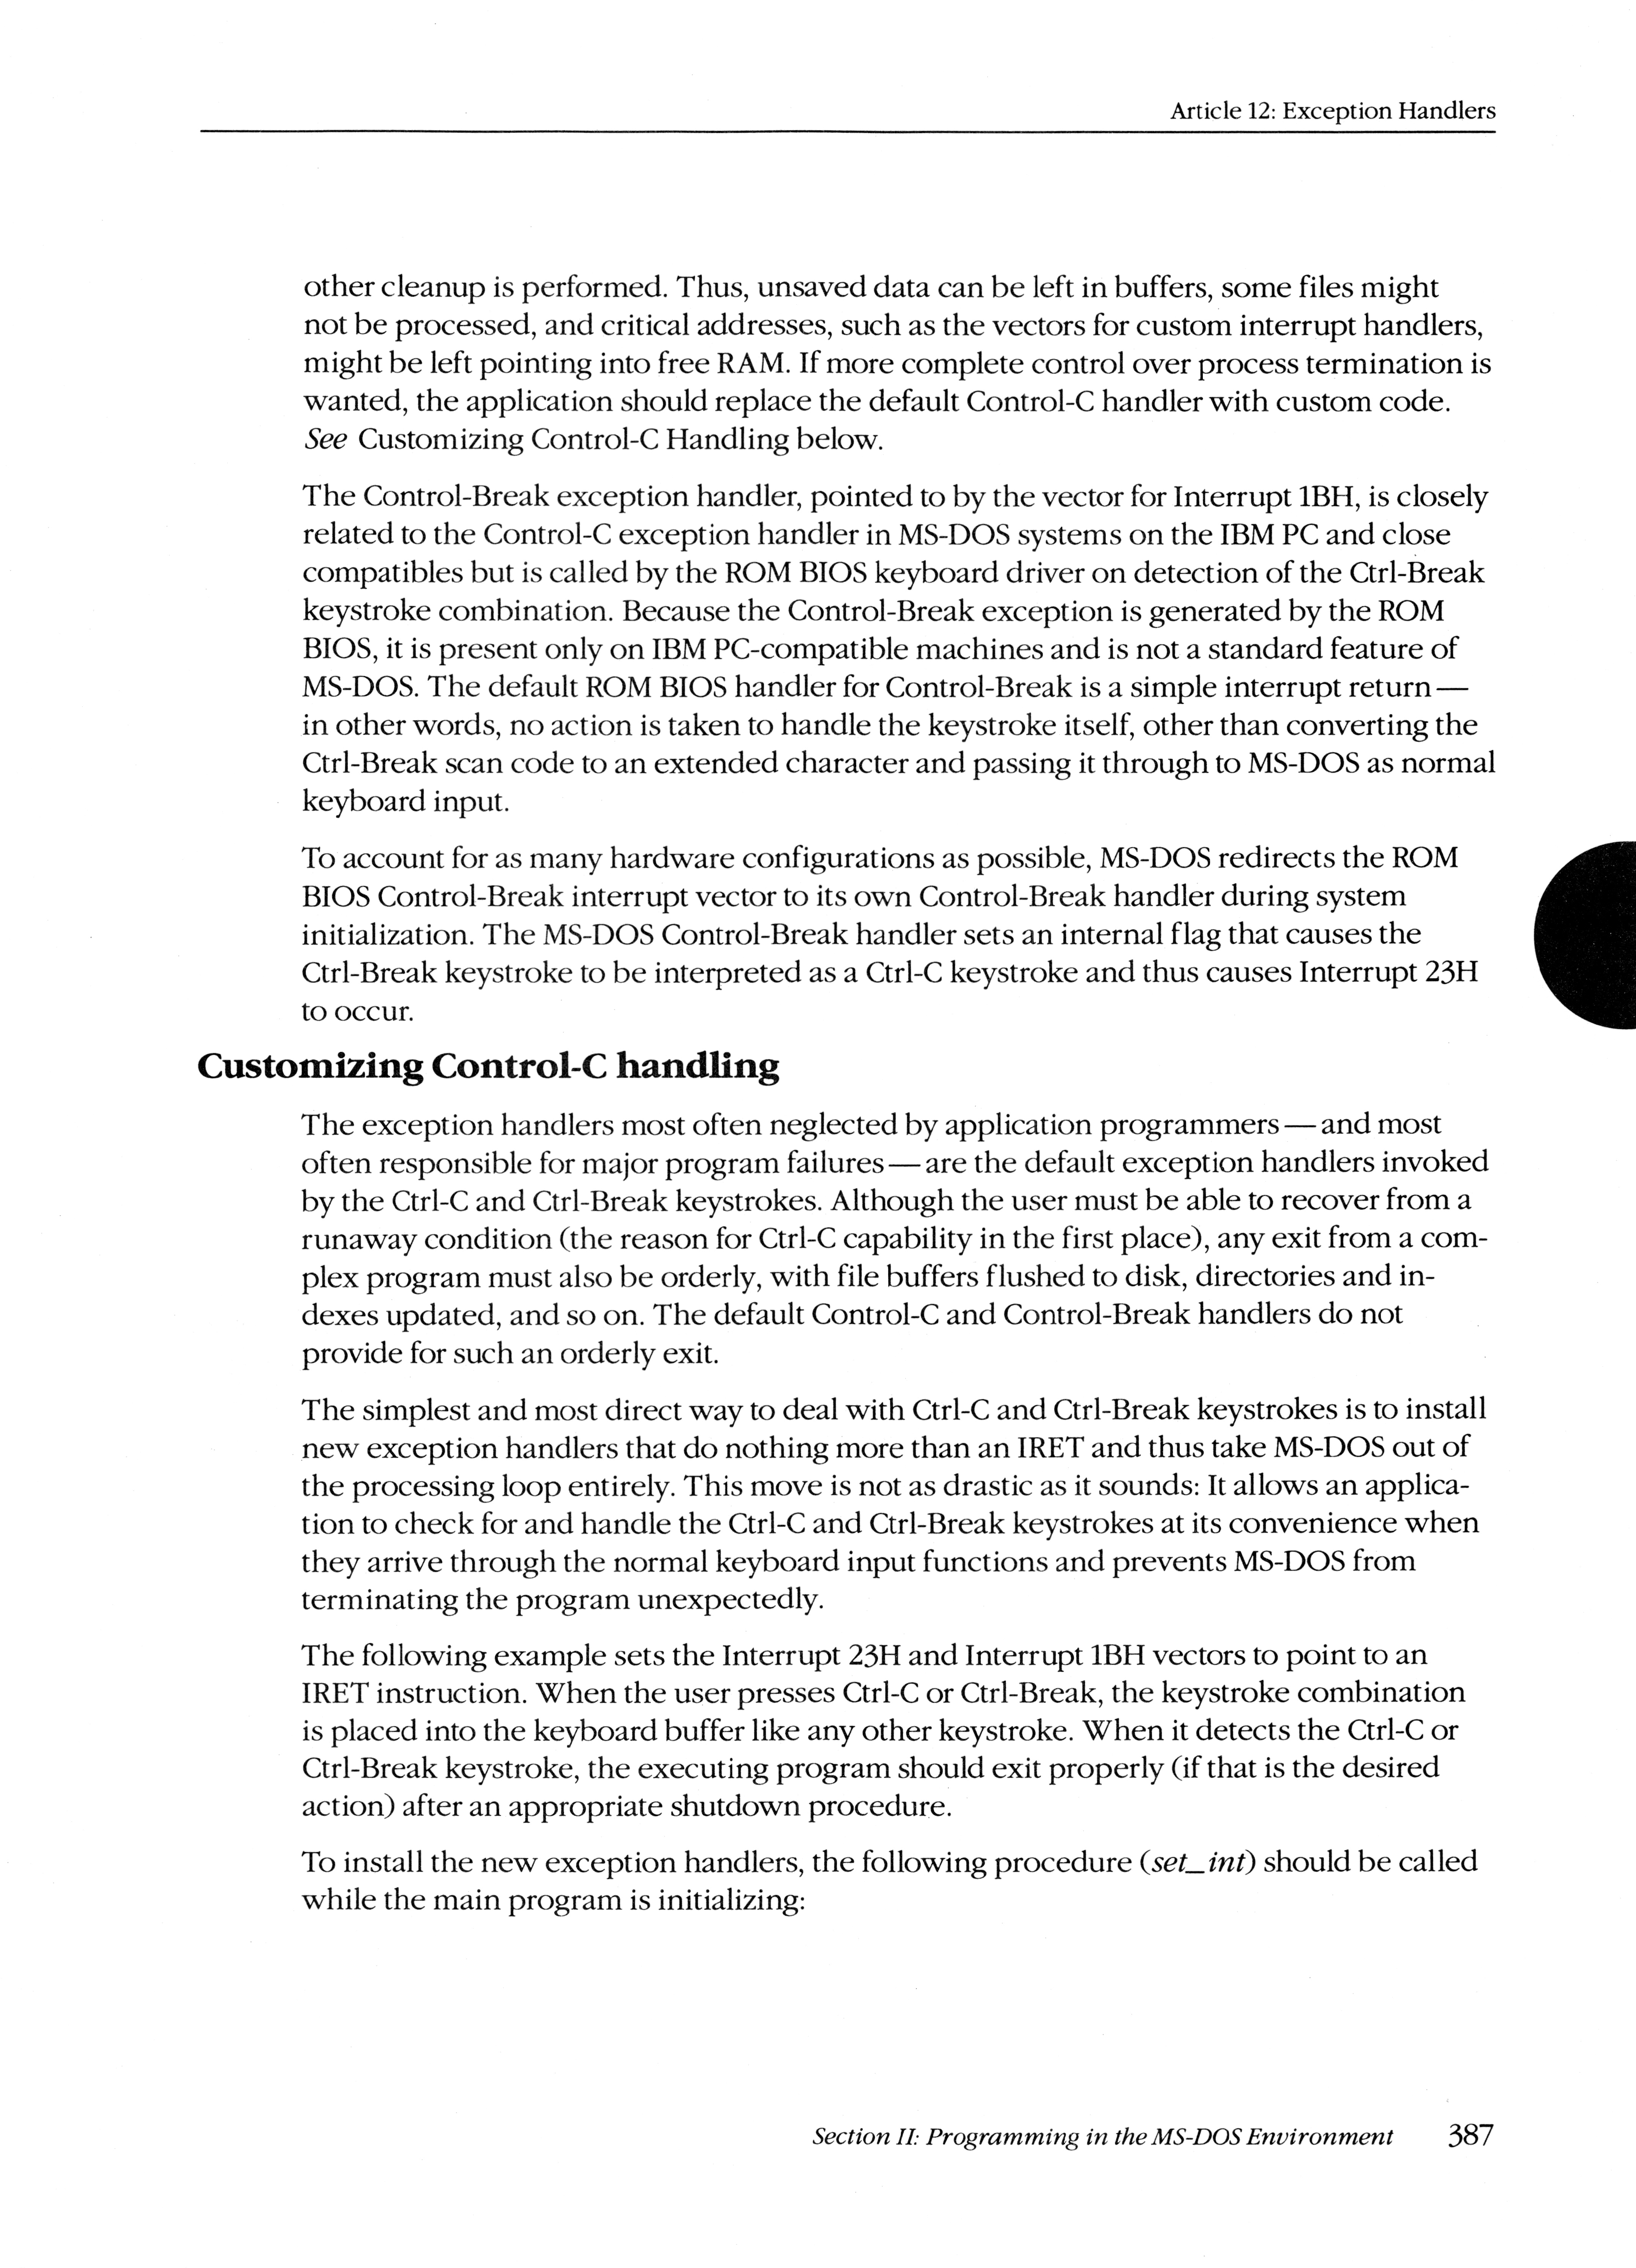 Article 12: Exception Handlers
other cleanup is performed. Thus, unsaved data can be left in buffers, some files might
not be processed, and critical addresses, such as the vectors for custom interrupt handlers,
might be left pointing into free RAM. If more complete control over process termination is
wanted, the application should replace the default Control-C handler with custom code.
See Customizing Control-C Handling below.
The Control-Break exception handler, pointed to by the vector for Interrupt 1BH, is closely
related to the Control-C exception handler in MS-DOS systems on the IBM PC and close
compatibles but is called by the ROM BIOS keyboard driver on detection of the Ctrl-Break
keystroke combination. Because the Control-Break exception is generated by the ROM
BIOS, it is present only on IBM PC-compatible machines and is not a standard feature of
MS-DOS. The default ROM BIOS handler for Control-Break is a simple interrupt return —
in other words, no action is taken to handle the keystroke itself, other than converting the
Ctrl-Break scan code to an extended character and passing it through to MS-DOS as normal
keyboard input.
To account for as many hardware configurations as possible, MS-DOS redirects the ROM
BIOS Control-Break interrupt vector to its own Control-Break handler during system
initialization. The MS-DOS Control-Break handler sets an internal flag that causes the
Ctrl-Break keystroke to be interpreted as a Ctrl-C keystroke and thus causes Interrupt 23H
to occur.
Customizing Control-C handling
The exception handlers most often neglected by application programmers — and most
often responsible for major program failures — are the default exception handlers invoked
by the Ctrl-C and Ctrl-Break keystrokes. Although the user must be able to recover from a
runaway condition (the reason for Ctrl-C capability in the first place), any exit from a com-
plex program must also be orderly, with file buffers flushed to disk, directories and in-
dexes updated, and so on. The default Control-C and Control-Break handlers do not
provide for such an orderly exit.
The simplest and most direct way to deal with Ctrl-C and Ctrl-Break keystrokes is to install
new exception handlers that do nothing more than an IRET and thus take MS-DOS out of
the processing loop entirely. This move is not as drastic as it sounds: It allows an applica-
tion to check for and handle the Ctrl-C and Ctrl-Break keystrokes at its convenience when
they arrive through the normal keyboard input functions and prevents MS-DOS from
terminating the program unexpectedly.
The following example sets the Interrupt 23H and Interrupt 1BH vectors to point to an
IRET instruction. When the user presses Ctrl-C or Ctrl-Break, the keystroke combination
is placed into the keyboard buffer like any other keystroke. When it detects the Ctrl-C or
Ctrl-Break keystroke, the executing program should exit properly (if that is the desired
action) after an appropriate shutdown procedure.
To install the new exception handlers, the following procedure (set_int) should be called
while the main program is initializing:
Section II: Programming in the MS-DOS Environment 387